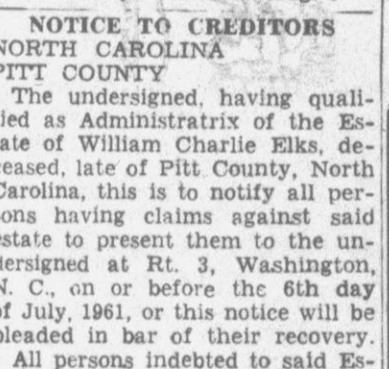 NOTICE TO CREDITORS
NORTH CAROLINA
PITT COUNTY
The undersigned, having quali-
fied as Administratrix of the Es-
tate of William Charlie Elks, de-
ceased, late of Pitt County, North
Carolina, this is to notify all per-
sons having claims against said
estate to present them to the un-
dersigned at Rt. 3, Washington,
N. C., on or before the 6th day
of July, 1961, or this notice will be
pleaded in bar of their recovery.
All persons indebted to said Es-